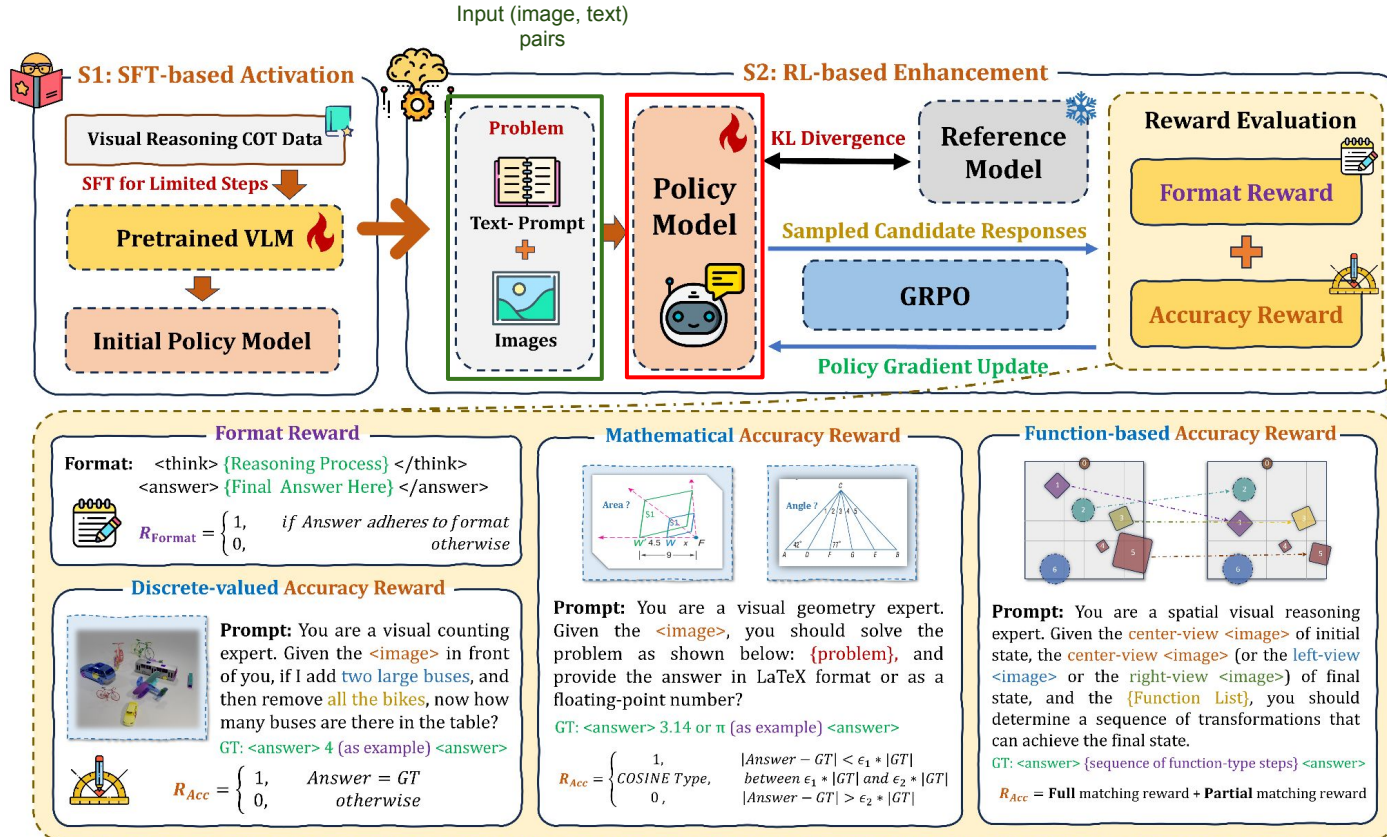 Input (image, text)
pairs
S1: SFT-based Activation
Visual Reasoning COT Data
SFT for Limited Steps
Pretrained VLM
Initial Policy Model
S2: RL-based Enhancement
Problem
Text- Prompt
+
Images
Policy
Model
KL Divergence
Reference
Model
Sampled Candidate Responses
GRPO
Policy Gradient Update
Reward Evaluation
Format Reward
+
Accuracy Reward
Format Reward
Format: <think> {Reasoning Process} </think>
<answer> {Final Answer Here} </answer>
R_Format = { 1, if Answer adheres to format
0, otherwise
Discrete-valued Accuracy Reward
Prompt: You are a visual counting
expert. Given the <image> in front
of you, if I add two large buses, and
then remove all the bikes, now how
many buses are there in the table?
GT: <answer> 4 (as example) <answer>
R_Acc = { 1, Answer = GT
0, otherwise
Mathematical Accuracy Reward
Area ?
S1
S1
W' 4.5 W x F
9
Angle ?
C
1 2 3 4 5
42° 77°
A D F G E B
Prompt: You are a visual geometry expert.
Given the <image>, you should solve the
problem as shown below: {problem}, and
provide the answer in LaTeX format or as a
floating-point number?
GT: <answer> 3.14 or π (as example) <answer>
R_Acc = { 1, |Answer − GT| < ϵ₁ * |GT|
COSINE Type, between ϵ₁ * |GT| and ϵ₂ * |GT|
0 , |Answer − GT| > ϵ₂ * |GT|
Function-based Accuracy Reward
0
1
2
3
4
5
6
0
2
1
3
4
5
6
Prompt: You are a spatial visual reasoning
expert. Given the center-view <image> of initial
state, the center-view <image> (or the left-view
<image> or the right-view <image>) of final
state, and the {Function List}, you should
determine a sequence of transformations that
can achieve the final state.
GT: <answer> {sequence of function-type steps} <answer>
R_Acc = Full matching reward + Partial matching reward